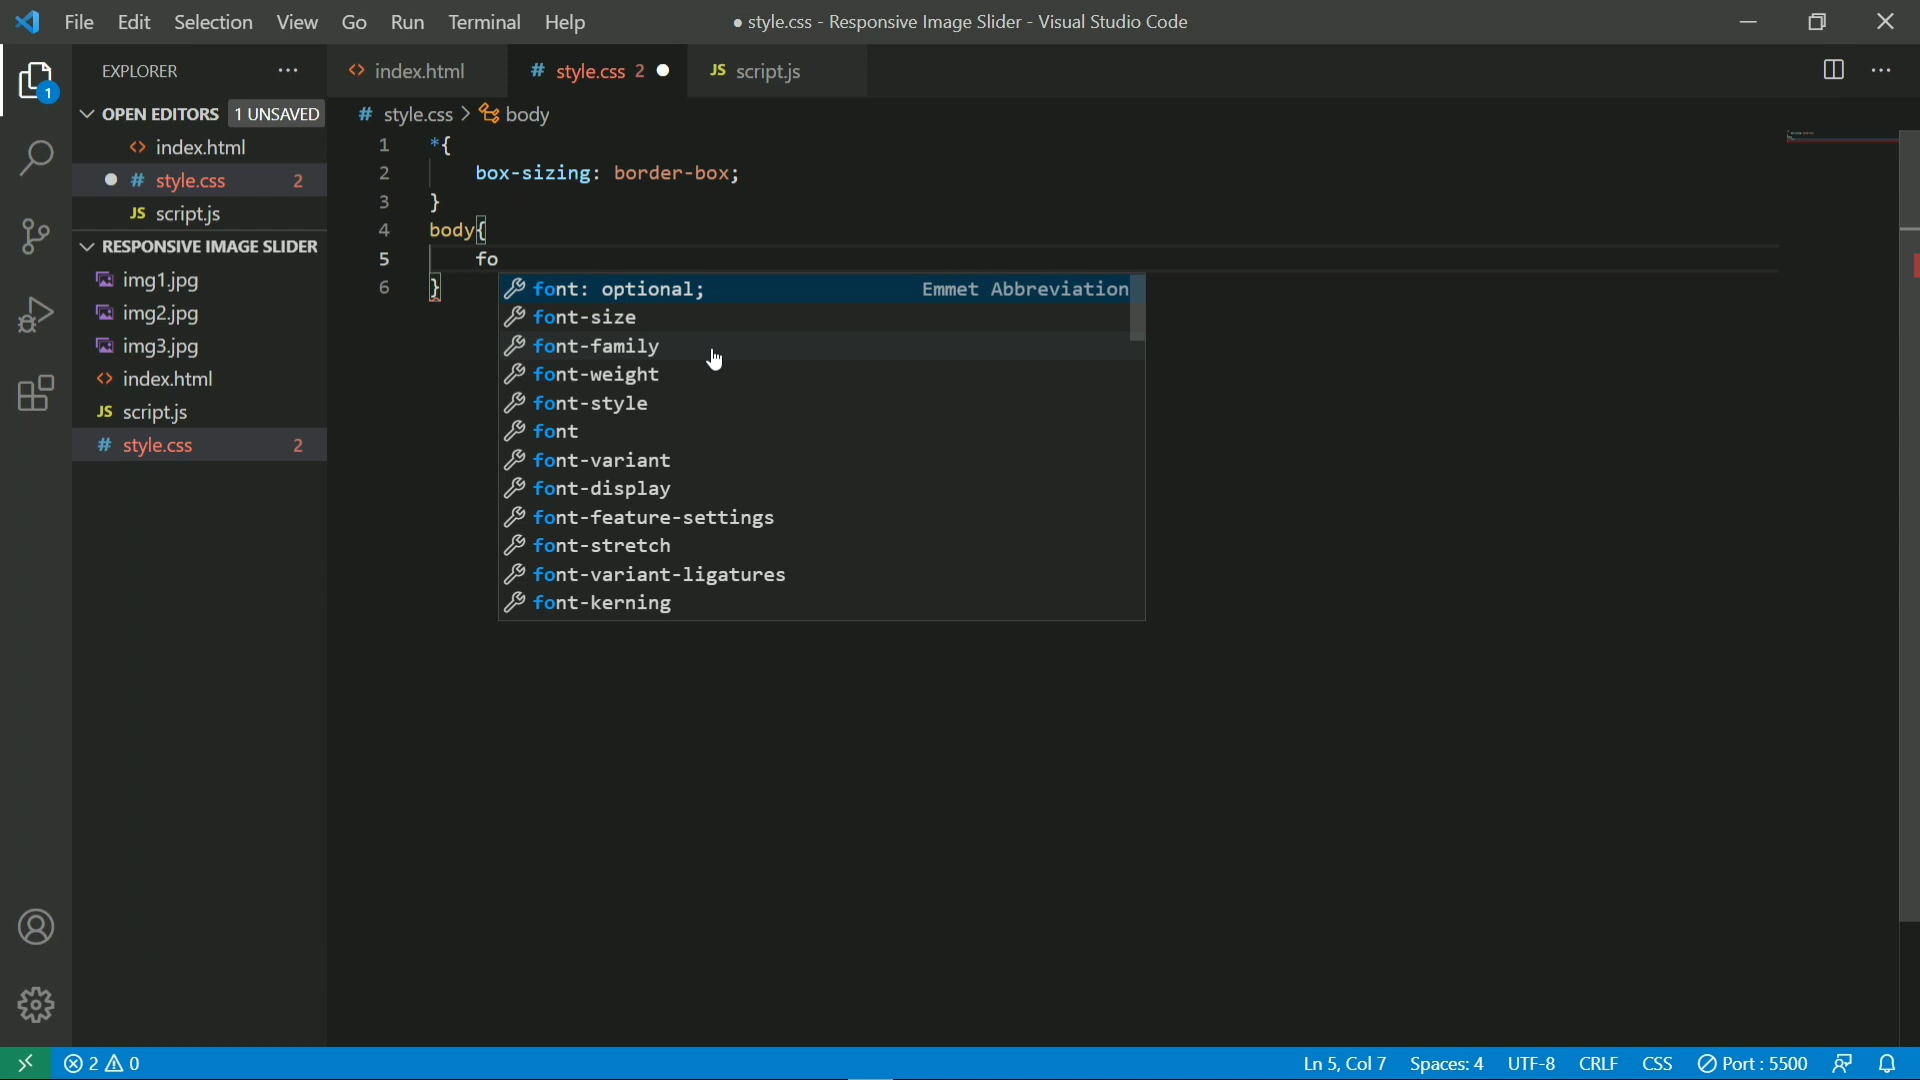 File Edit Selection View Go Run Terminal Help
● style.css - Responsive Image Slider - Visual Studio Code
EXPLORER ···
<> index.html
# style.css 2 ●
JS script.js
1
OPEN EDITORS 1 UNSAVED
<> index.html
● # style.css 2
JS script.js
RESPONSIVE IMAGE SLIDER
img1.jpg
img2.jpg
img3.jpg
<> index.html
JS script.js
# style.css 2
# style.css > body
1 *{
2 box-sizing: border-box;
3 }
4 body{
5 fo
6 }
font: optional; Emmet Abbreviation
font-size
font-family
font-weight
font-style
font
font-variant
font-display
font-feature-settings
font-stretch
font-variant-ligatures
font-kerning
2 0
Ln 5, Col 7 Spaces: 4 UTF-8 CRLF CSS Port : 5500